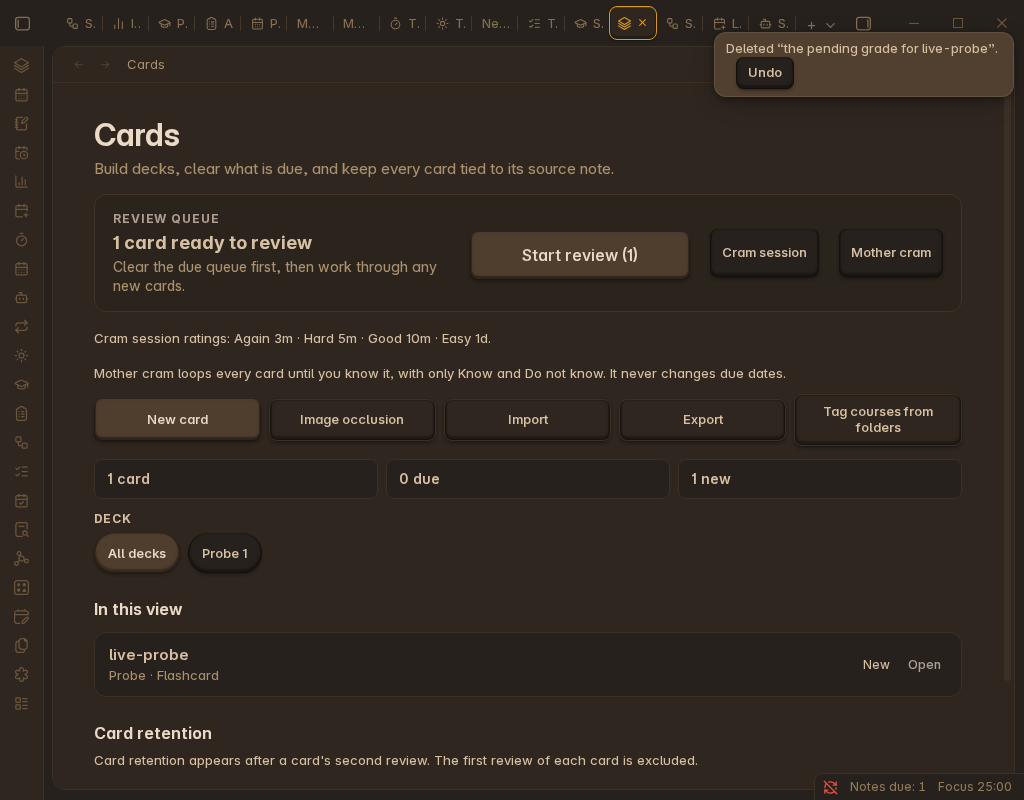 S. I.. P. A P. M... M... T. T. Ne... T. S. S. L. S.
Cards
Deleted “the pending grade for live-probe”.
Undo
Cards
Build decks, clear what is due, and keep every card tied to its source note.
REVIEW QUEUE
1 card ready to review
Clear the due queue first, then work through any
new cards.
Start review (1)
Cram session
Mother cram
Cram session ratings: Again 3m · Hard 5m · Good 10m · Easy 1d.
Mother cram loops every card until you know it, with only Know and Do not know. It never changes due dates.
New card
Image occlusion
Import
Export
Tag courses from
folders
1 card
0 due
1 new
DECK
All decks
Probe 1
In this view
live-probe
Probe · Flashcard
New
Open
Card retention
Card retention appears after a card's second review. The first review of each card is excluded.
Notes due: 1
Focus 25:00